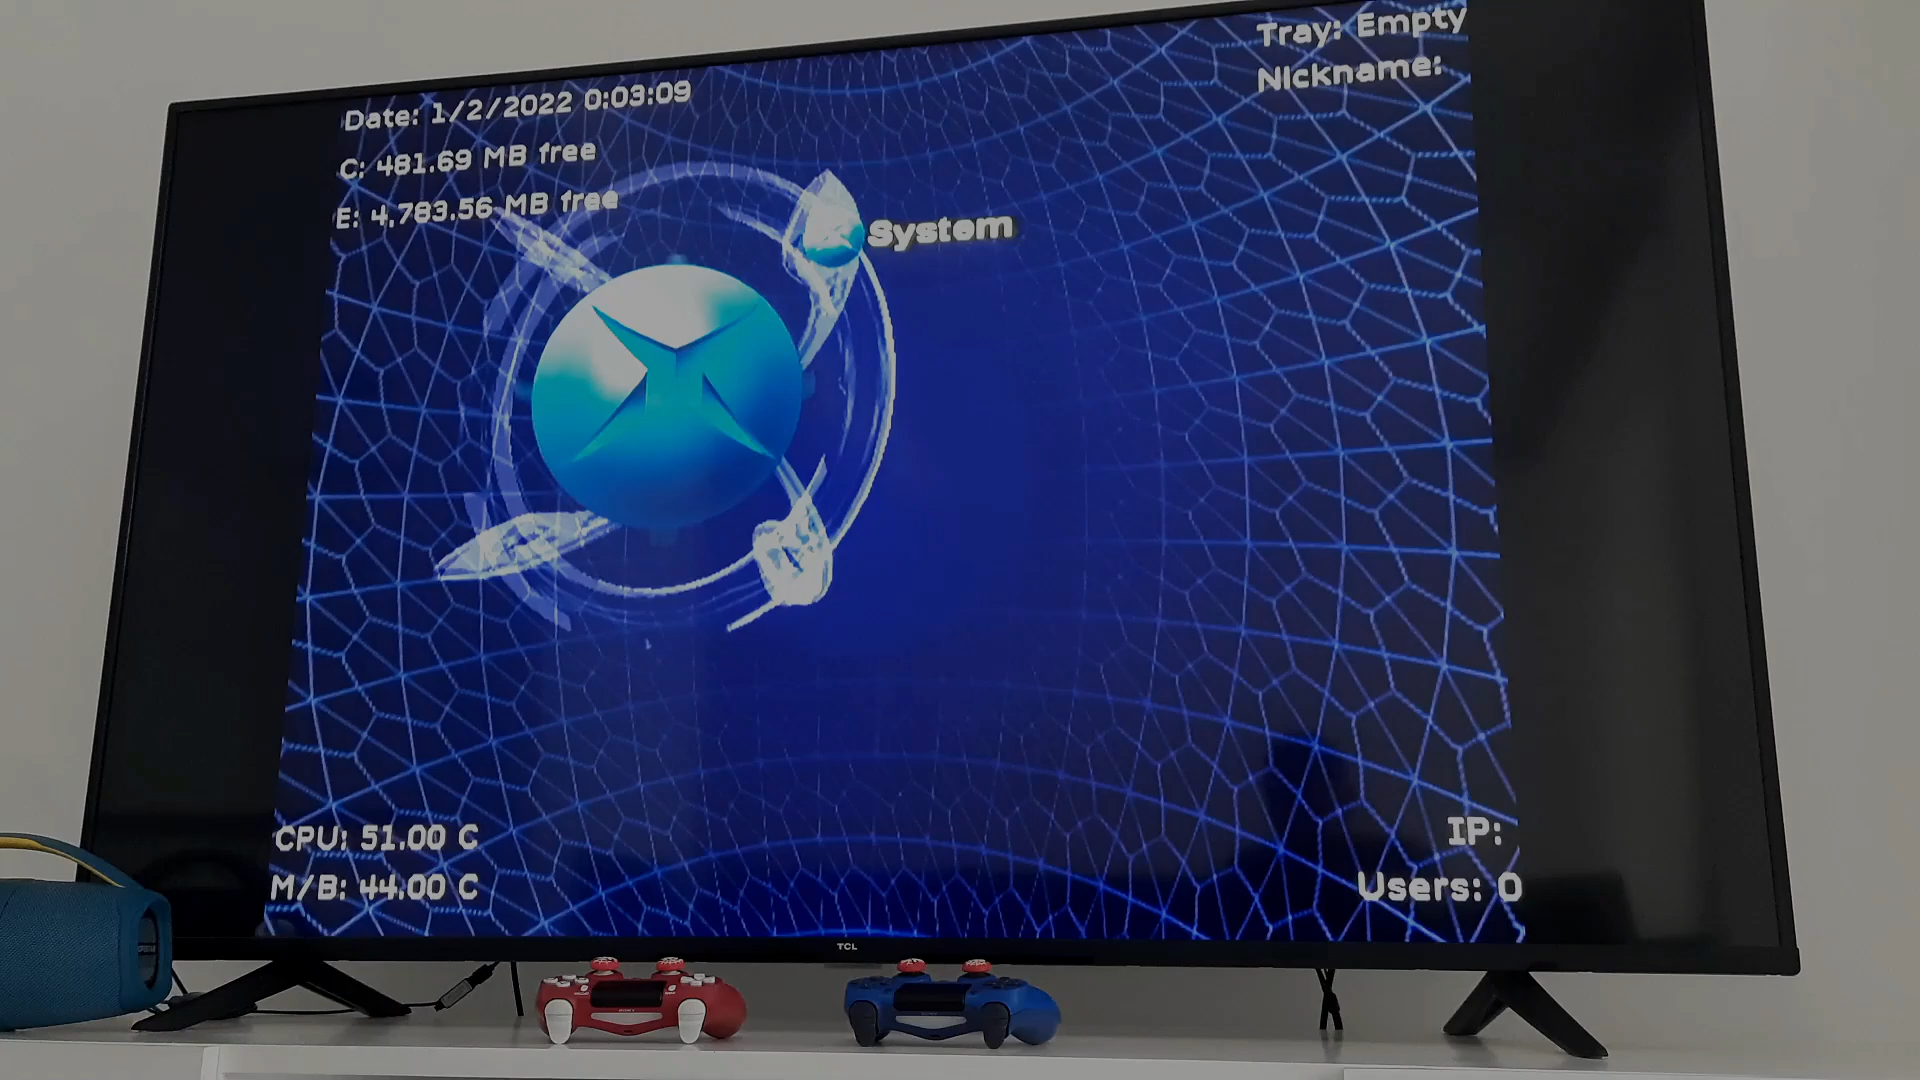 Date: 1/2/2022 0:03:09
C: 481.69 MB free
E: 4,783.56 MB free
Tray: Empty
Nickname:
System
CPU: 51.00 C
M/B: 44.00 C
IP:
Users: 0
TCL